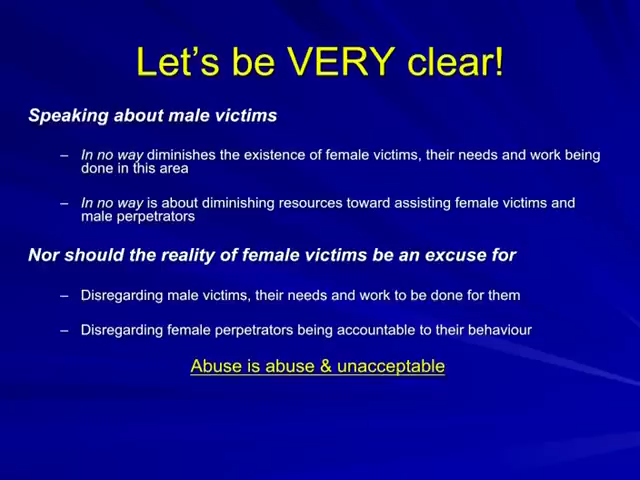 Let's be VERY clear!
Speaking about male victims
– In no way diminishes the existence of female victims, their needs and work being
done in this area
– In no way is about diminishing resources toward assisting female victims and
male perpetrators
Nor should the reality of female victims be an excuse for
– Disregarding male victims, their needs and work to be done for them
– Disregarding female perpetrators being accountable to their behaviour
Abuse is abuse & unacceptable